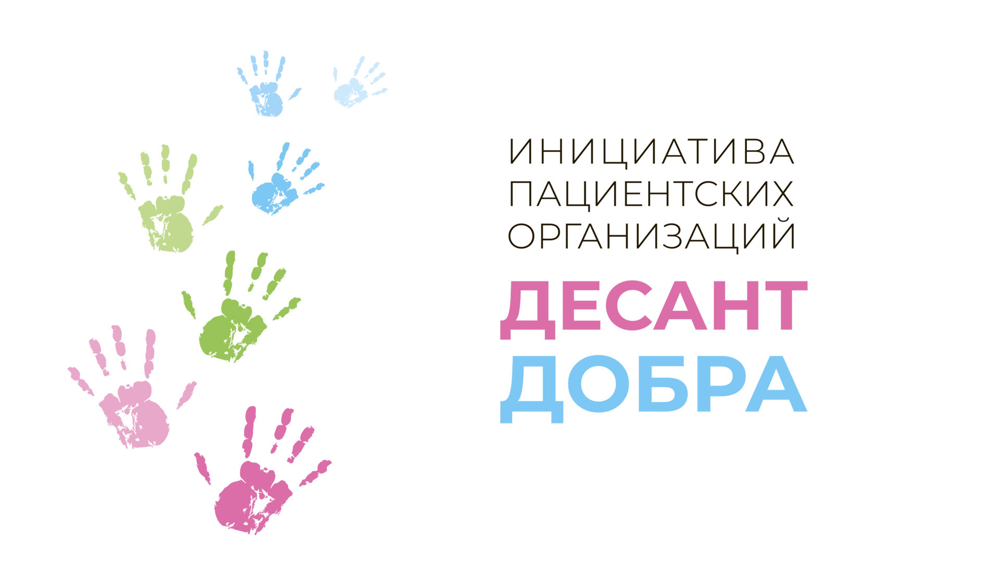 ИНИЦИАТИВА
ПАЦИЕНТСКИХ
ОРГАНИЗАЦИЙ
ДЕСАНТ
ДОБРА